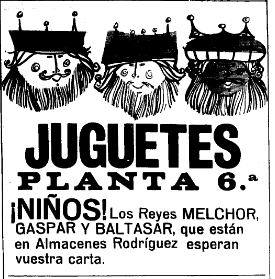 JUGUETES
PLANTA 6.ª
¡NIÑOS! Los Reyes MELCHOR,
GASPAR Y BALTASAR, que están
en Almacenes Rodríguez esperan
vuestra carta.